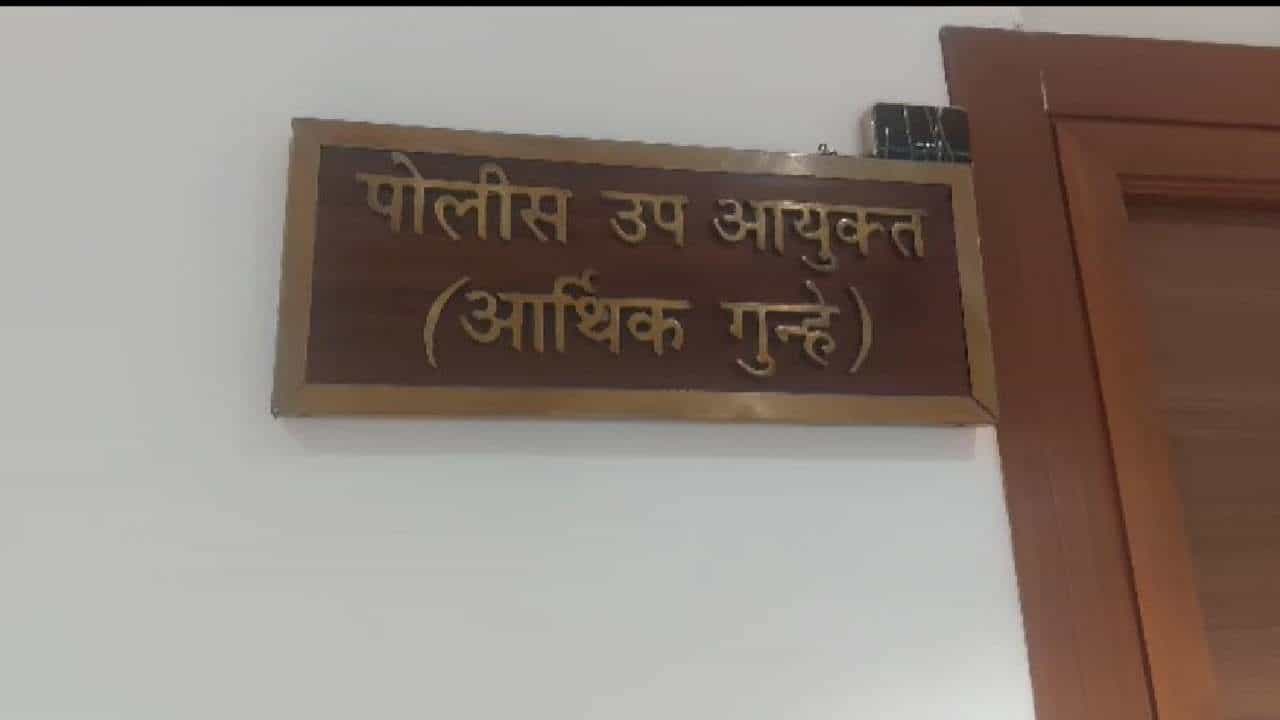 पोलीस उप आयुक्त
(आर्थिक गुन्हे)